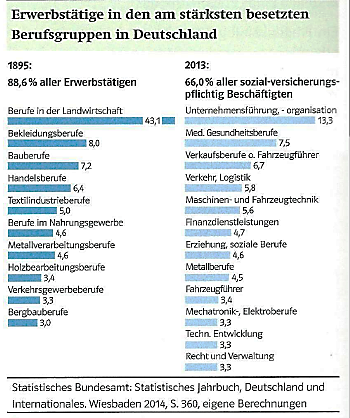 Erwerbstätige in den am stärksten besetzten
Berufsgruppen in Deutschland
1895:
88,6% aller Erwerbstätigen
Berufe in der Landwirtschaft
43,1
Bekleidungsberufe
8,0
Bauberufe
7,2
Handelsberufe
6,4
Textilindustrieberufe
5,0
Berufe im Nahrungsgewerbe
4,6
Metallverarbeitungsberufe
4,6
Holzbearbeitungsberufe
3,4
Verkehrsgewerbeberufe
3,3
Bergbauberufe
3,0
2013:
66,0% aller sozial-versicherungs-
pflichtig Beschäftigten
Unternehmensführung, - organisation
13,3
Med. Gesundheitsberufe
7,5
Verkaufsberufe o. Fahrzeugführer
6,7
Verkehr, Logistik
5,8
Maschinen- und Fahrzeugtechnik
5,6
Finanzdienstleistungen
4,7
Erziehung, soziale Berufe
4,6
Metallberufe
4,5
Fahrzeugführer
3,4
Mechatronik-, Elektroberufe
3,3
Techn. Entwicklung
3,3
Recht und Verwaltung
3,3
Statistisches Bundesamt: Statistisches Jahrbuch, Deutschland und
Internationales. Wiesbaden 2014, S. 360, eigene Berechnungen